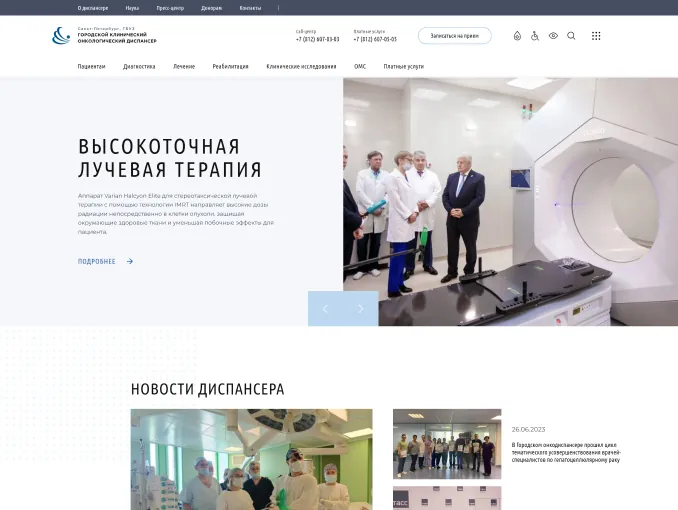 О диспансере
Наука
Пресс-центр
Донорам
Контакты
Санкт-Петербург, ГБУЗ
ГОРОДСКОЙ КЛИНИЧЕСКИЙ
ОНКОЛОГИЧЕСКИЙ ДИСПАНСЕР
+7 (812) 607-03-03
Платные услуги
+7 (812) 607-05-05
Записаться на прием
Пациентам
Диагностика
Лечение
Реабилитация
Клинические исследования
ОМС
Платные услуги
ВЫСОКОТОЧНАЯ
ЛУЧЕВАЯ ТЕРАПИЯ
Аппарат Varian Halcyon Elite для стереотаксической лучевой
терапии с помощью технологии IMRT направляет высокие дозы
радиации непосредственно в клетки опухоли, защищая
окружающие здоровые ткани и уменьшая побочные эффекты для
пациента.
ПОДРОБНЕЕ
НОВОСТИ ДИСПАНСЕРА
26.06.2023
В Городском онкодиспансере прошел цикл
тематического усовершенствования врачей-
специалистов по гепатоцеллюлярному раку
ТАСС